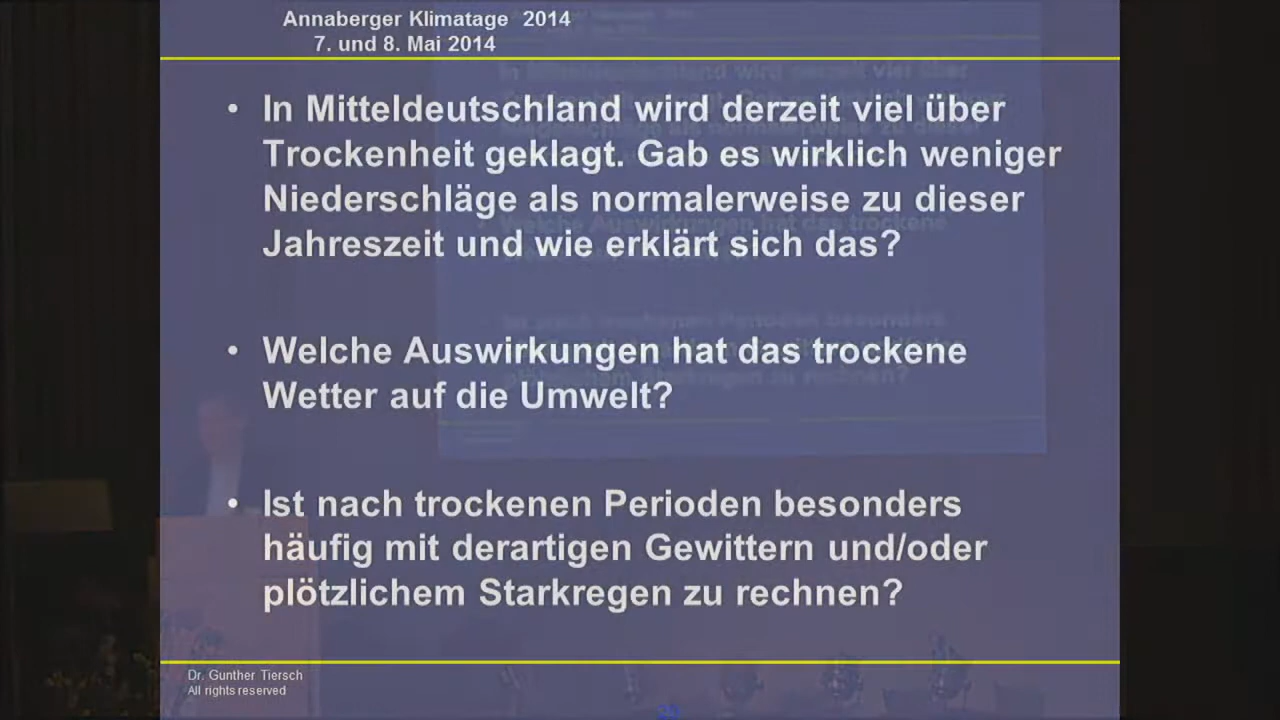 Annaberger Klimatage 2014
7. und 8. Mai 2014
• In Mitteldeutschland wird derzeit viel über
Trockenheit geklagt. Gab es wirklich weniger
Niederschläge als normalerweise zu dieser
Jahreszeit und wie erklärt sich das?
• Welche Auswirkungen hat das trockene
Wetter auf die Umwelt?
• Ist nach trockenen Perioden besonders
häufig mit derartigen Gewittern und/oder
plötzlichem Starkregen zu rechnen?
Dr. Gunther Tiersch
All rights reserved